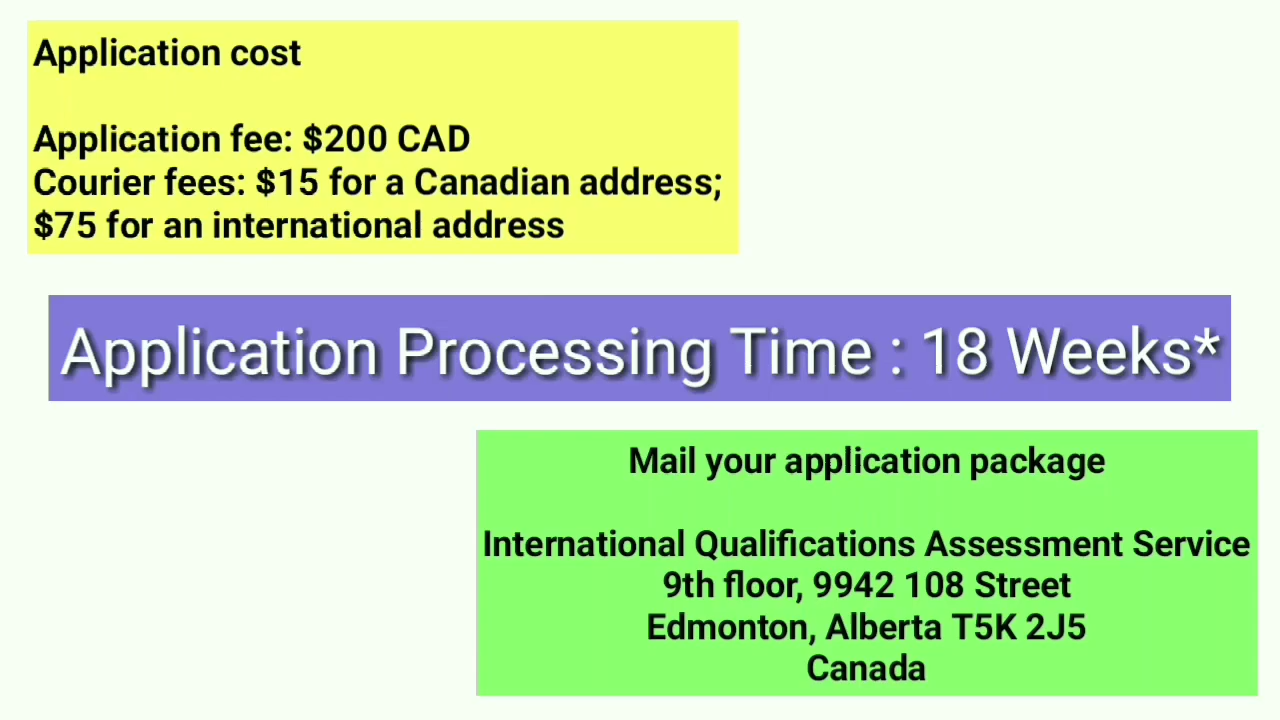 Application cost
Application fee: $200 CAD
Courier fees: $15 for a Canadian address;
$75 for an international address
Application Processing Time : 18 Weeks*
Mail your application package
International Qualifications Assessment Service
9th floor, 9942 108 Street
Edmonton, Alberta T5K 2J5
Canada